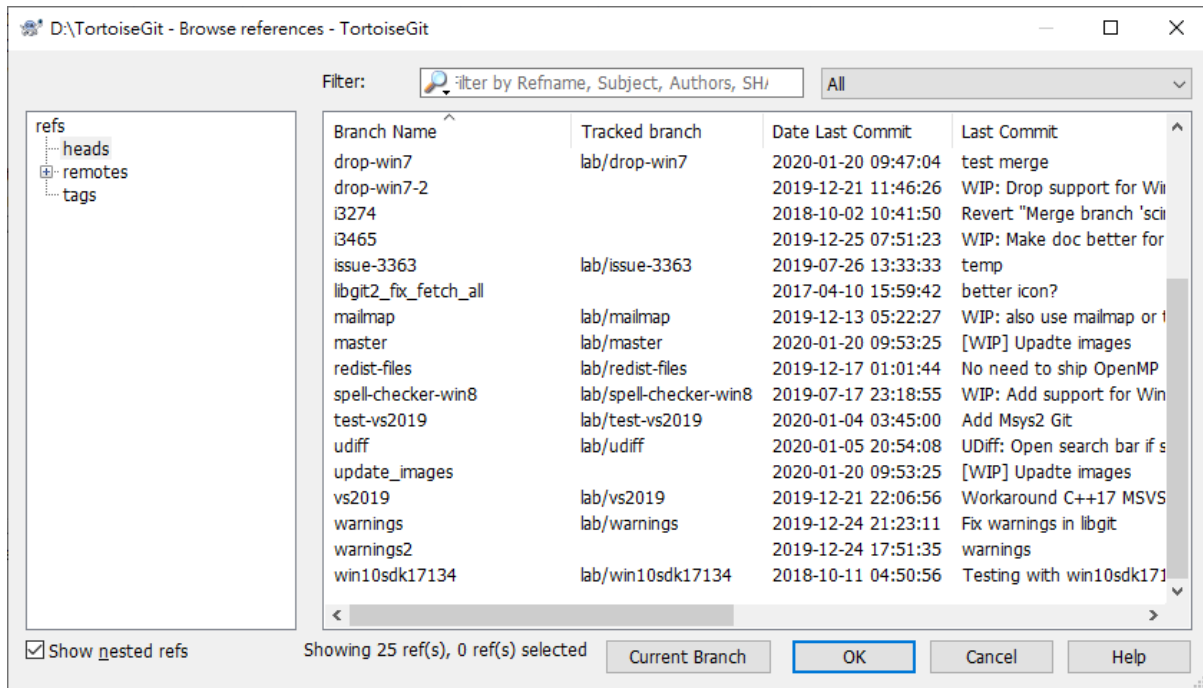 D:\TortoiseGit - Browse references - TortoiseGit
Filter: Filter by Refname, Subject, Authors, All
refs
heads
remotes
tags
Branch Name Tracked branch Date Last Commit Last Commit
drop-win7 lab/drop-win7 2020-01-20 09:47:04 test merge
drop-win7-2 2019-12-21 11:46:26 WIP: Drop support for
i3274 2018-10-02 10:41:50 Revert "Merge branch
i3465 2019-12-25 07:51:23 WIP: Make doc better for
issue-3363 lab/issue-3363 2019-07-26 13:33:33 temp
libgit2_fix_fetch_all 2017-04-10 15:59:42 better icon?
mailmap lab/mailmap 2019-12-13 05:22:27 WIP: also use mailmap or
master lab/master 2020-01-20 09:53:25 [WIP] Upadte images
redist-files lab/redist-files 2019-12-17 01:01:44 No need to ship OpenMP
spell-checker-win8 lab/spell-checker-win8 2019-07-17 23:18:55 WIP: Add support for
test-vs2019 lab/test-vs2019 2020-01-04 03:45:00 Add Msys2 Git
udiff lab/udiff 2020-01-05 20:54:08 UDiff: Open search bar if
update_images 2020-01-20 09:53:25 [WIP] Upadte images
vs2019 lab/vs2019 2019-12-21 22:06:56 Workaround C++17
warnings lab/warnings 2019-12-24 21:23:11 Fix warnings in libgit
warnings2 2019-12-24 17:51:35 warnings
win10sdk17134 lab/win10sdk17134 2018-10-11 04:50:56 Testing with
Show nested refs Showing 25 ref(s), 0 ref(s) selected Current Branch OK Cancel Help